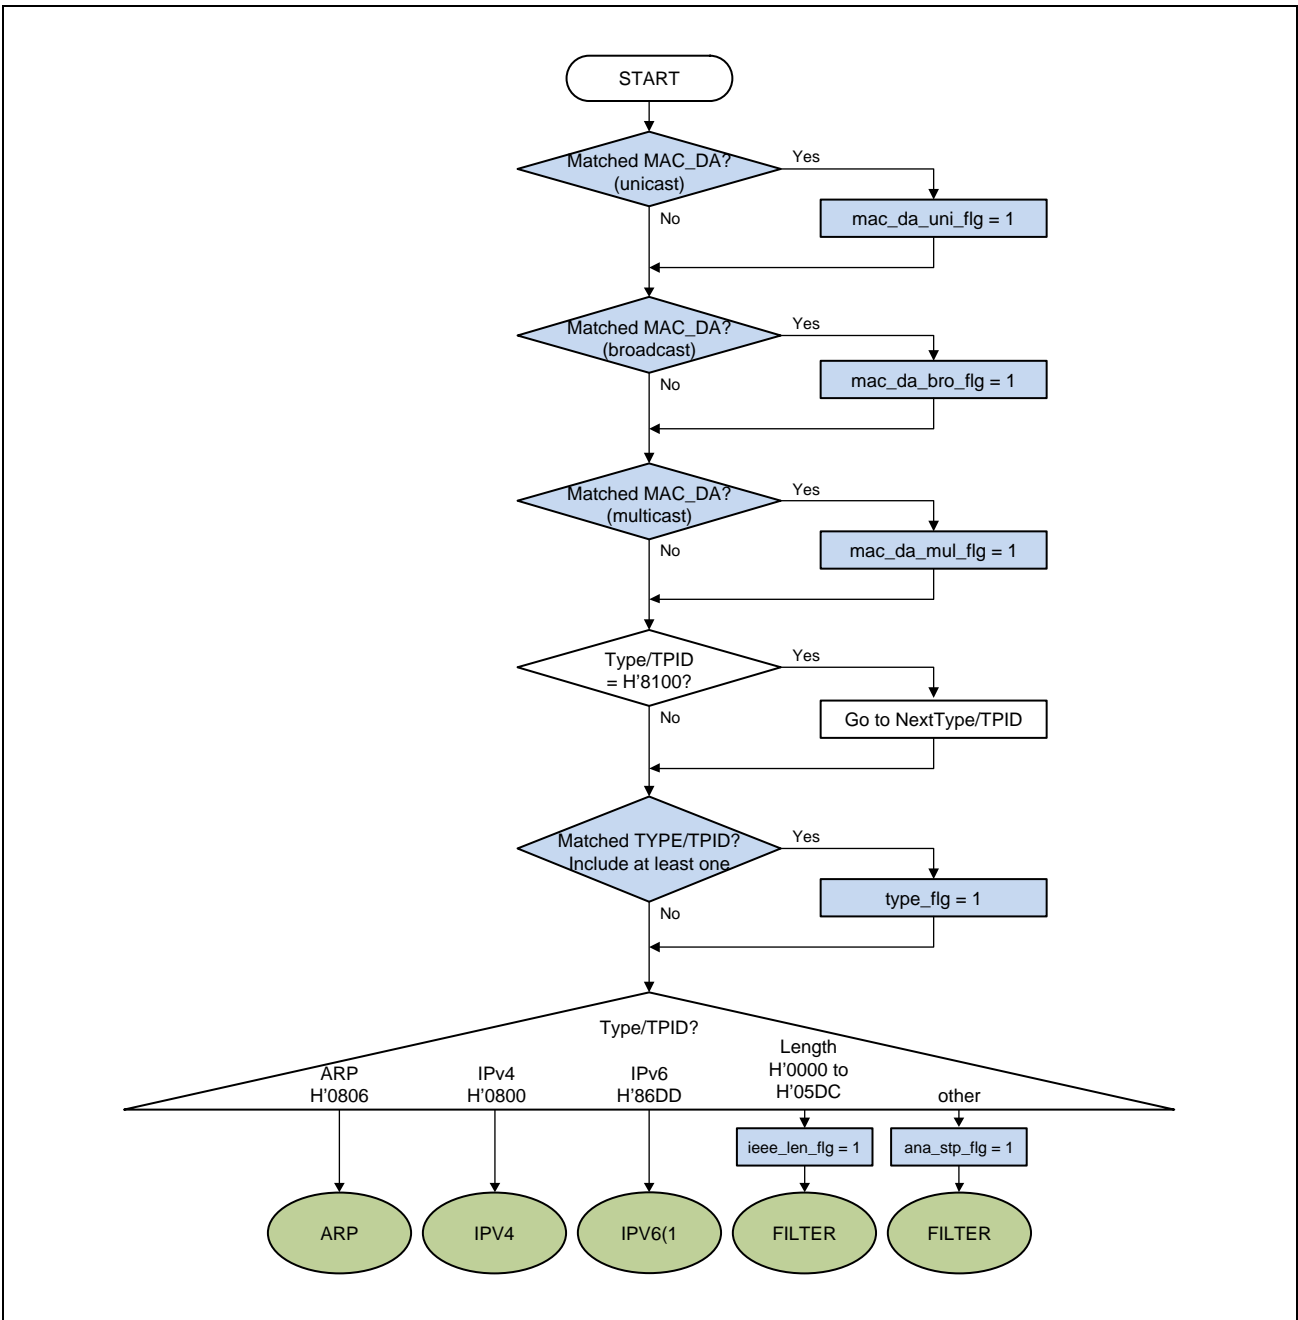 START
Matched MAC_DA?
(unicast)
Yes
No
mac_da_uni_flg = 1
Matched MAC_DA?
(broadcast)
Yes
No
mac_da_bro_flg = 1
Matched MAC_DA?
(multicast)
Yes
No
mac_da_mul_flg = 1
Type/TPID
= H'8100?
Yes
No
Go to NextType/TPID
Matched TYPE/TPID?
Include at least one
Yes
No
type_flg = 1
Type/TPID?
ARP
H'0806
IPv4
H'0800
IPv6
H'86DD
Length
H'0000 to
H'05DC
other
ieee_len_flg = 1
ana_stp_flg = 1
ARP
IPV4
IPV6(1
FILTER
FILTER